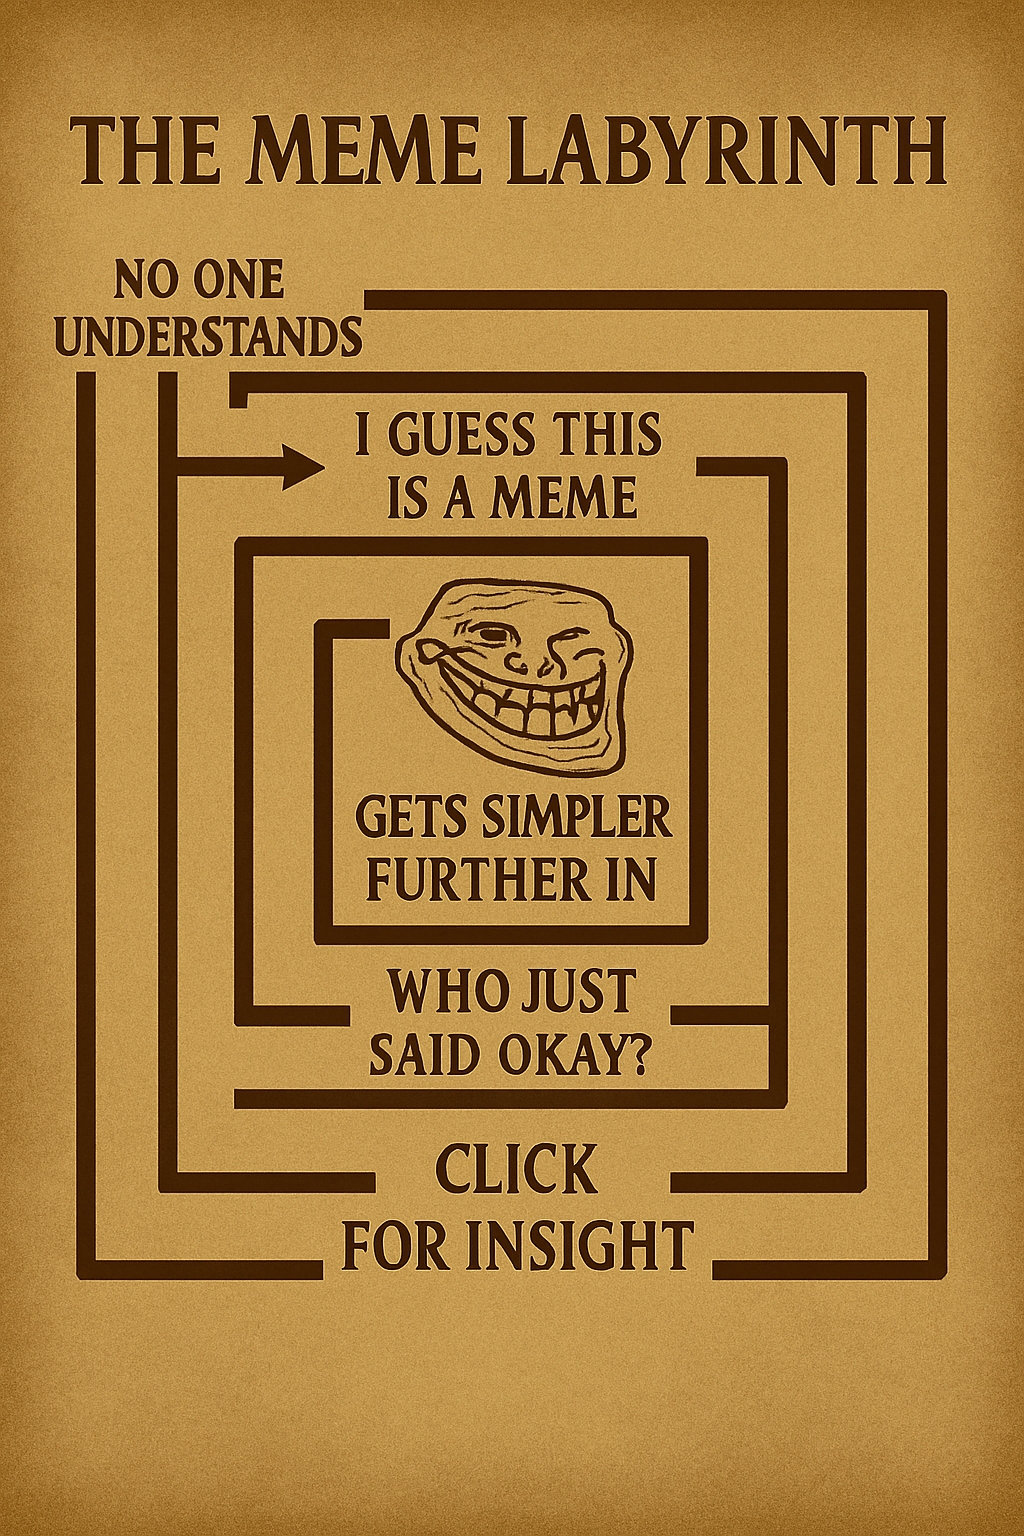 THE MEME LABYRINTH
NO ONE
UNDERSTANDS
I GUESS THIS
IS A MEME
GETS SIMPLER
FURTHER IN
WHO JUST
SAID OKAY?
CLICK
FOR INSIGHT